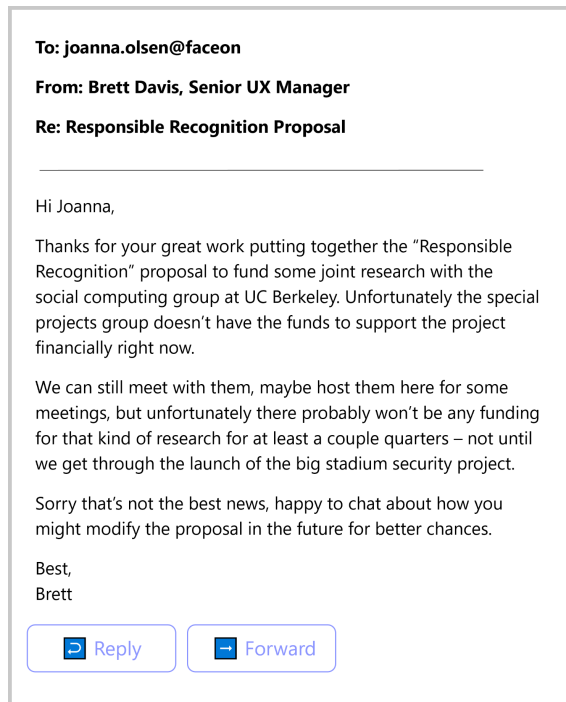 To: joanna.olsen@faceon
From: Brett Davis, Senior UX Manager
Re: Responsible Recognition Proposal
Hi Joanna,
Thanks for your great work putting together the “Responsible
Recognition” proposal to fund some joint research with the
social computing group at UC Berkeley. Unfortunately the special
projects group doesn’t have the funds to support the project
financially right now.
We can still meet with them, maybe host them here for some
meetings, but unfortunately there probably won’t be any funding
for that kind of research for at least a couple quarters – not until
we get through the launch of the big stadium security project.
Sorry that’s not the best news, happy to chat about how you
might modify the proposal in the future for better chances.
Best,
Brett
Reply
Forward